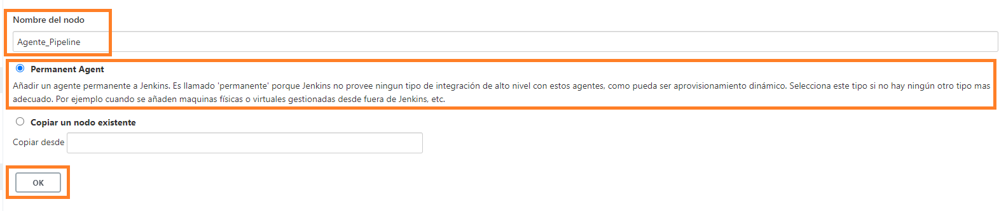 Nombre del nodo
Agente_Pipeline
Permanent Agent
Añadir un agente permanente a Jenkins. Es llamado 'permanente' porque Jenkins no provee ningun tipo de integración de alto nivel con estos agentes, como pueda ser aprovisionamiento dinámico. Selecciona este tipo si no hay ningún otro tipo mas
adecuado. Por ejemplo cuando se añaden maquinas físicas o virtuales gestionadas desde fuera de Jenkins, etc.
Copiar un nodo existente
Copiar desde
OK